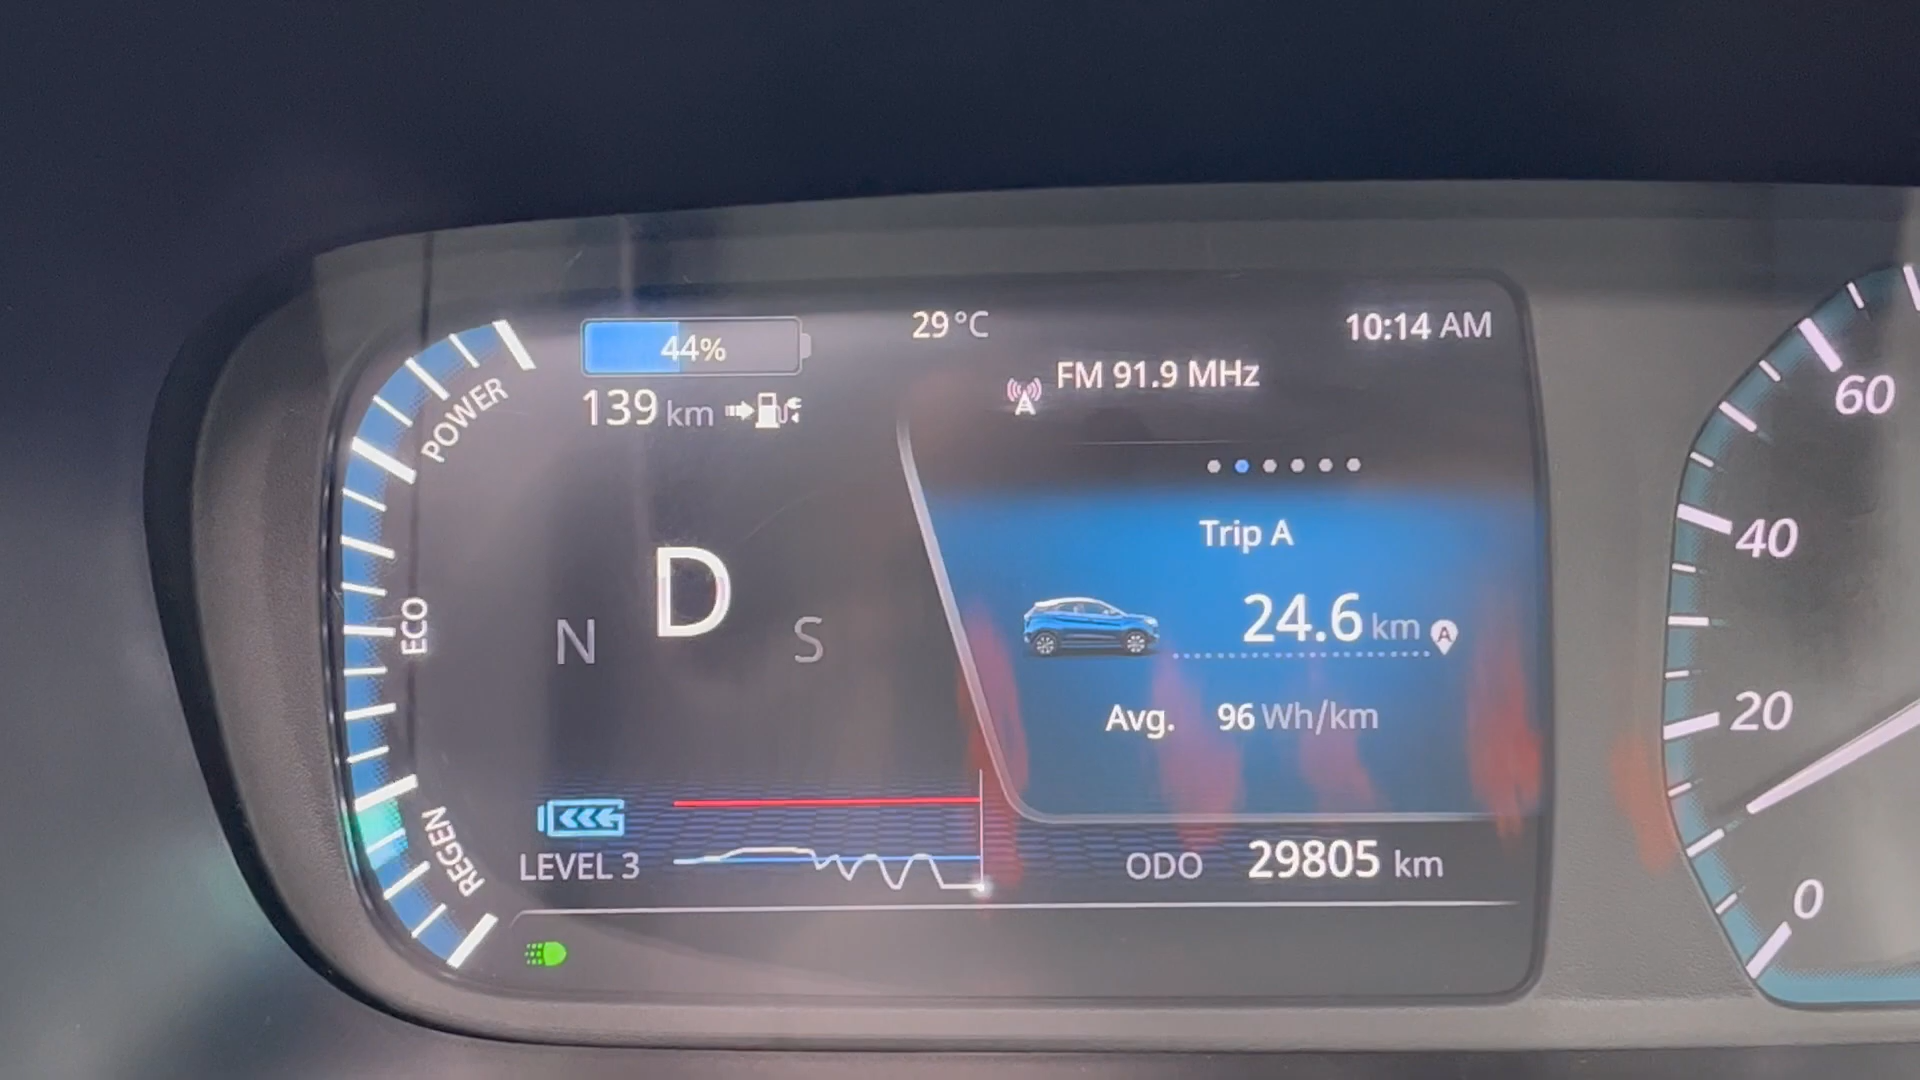 44%
139 km
29°C
10:14 AM
FM 91.9 MHz
POWER
ECO
REGEN
N D S
Trip A
24.6 km A
Avg. 96 Wh/km
LEVEL 3
ODO 29805 km
60
40
20
0